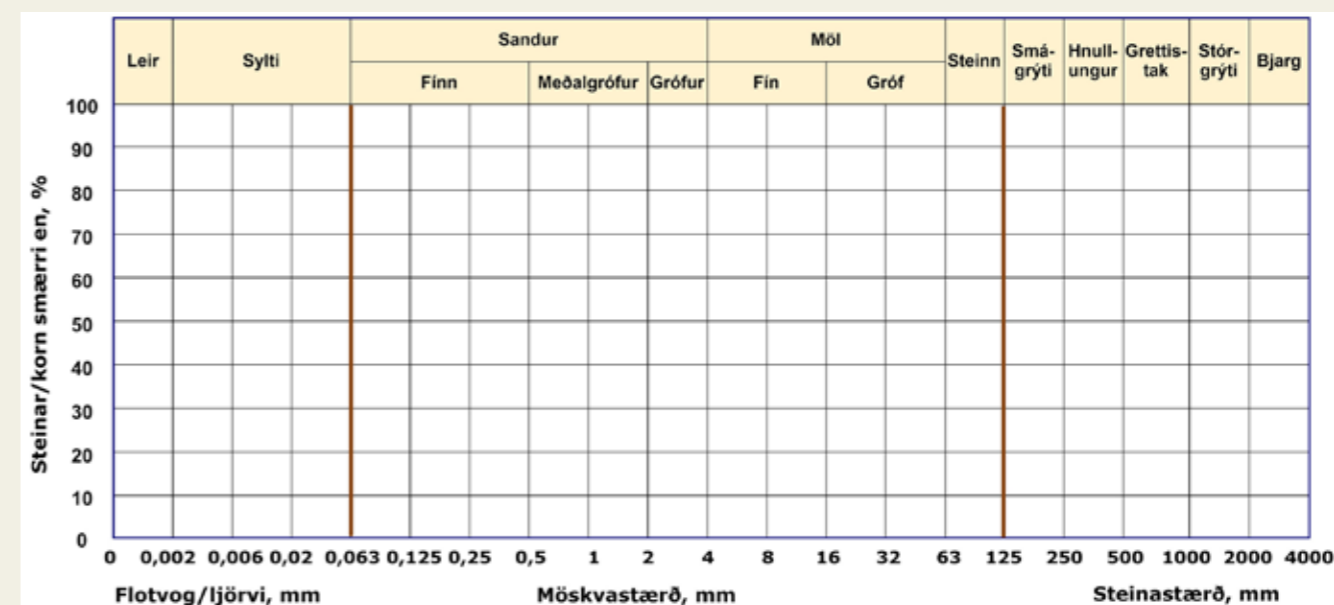 Sandur
Möl
Leir
Sylti
Steinn
Smá-
grýti
Hnull-
ungur
Grettis-
tak
Stór-
grýti
Bjarg
Fínn
Meðalgrófur
Grófur
Fín
Gróf
Steinar/korn smærri en, %
100
90
80
70
60
50
40
30
20
10
0
0 0,002 0,006 0,02 0,063 0,125 0,25 0,5 1 2 4 8 16 32 63 125 250 500 1000 2000 4000
Flotvog/ljörvi, mm
Möskvastærð, mm
Steinastærð, mm